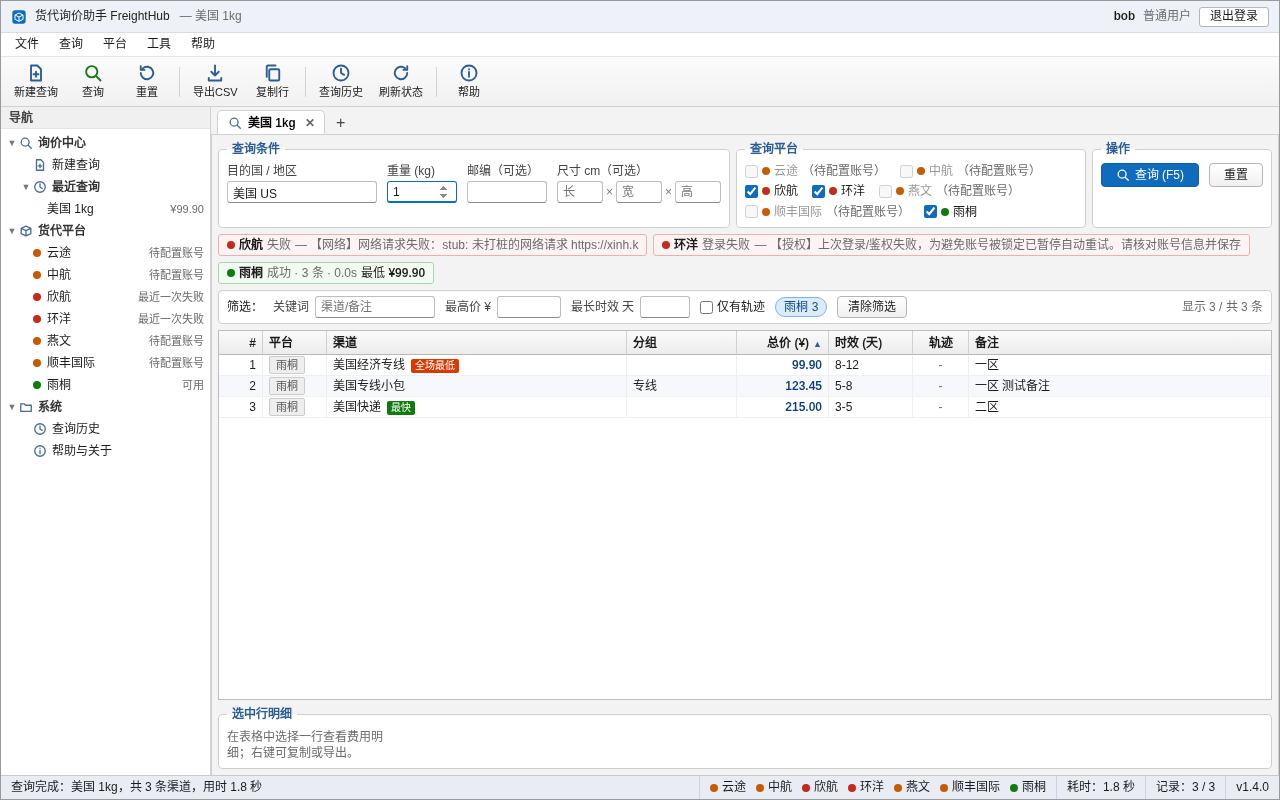 货代询价助手 FreightHub — 美国 1kg bob 普通用户 退出登录
文件 查询 平台 工具 帮助
新建查询 查询 重置 导出CSV 复制行 查询历史 刷新状态 帮助
导航
询价中心
新建查询
最近查询
美国 1kg ¥99.90
货代平台
云途 待配置账号
中航 待配置账号
欣航 最近一次失败
环洋 最近一次失败
燕文 待配置账号
顺丰国际 待配置账号
雨桐 可用
系统
查询历史
帮助与关于
美国 1kg ✕ +
查询条件
目的国 / 地区 重量 (kg) 邮编（可选） 尺寸 cm（可选）
美国 US 1 长 × 宽 × 高
查询平台
云途 （待配置账号） 中航 （待配置账号）
欣航 环洋 燕文 （待配置账号）
顺丰国际 （待配置账号） 雨桐
操作
查询 (F5) 重置
欣航 失败 — 【网络】网络请求失败：stub: 未打桩的网络请求 https://xinh.k
环洋 登录失败 — 【授权】上次登录/鉴权失败，为避免账号被锁定已暂停自动重试。请核对账号信息并保存
雨桐 成功 · 3 条 · 0.0s 最低 ¥99.90
筛选： 关键词 渠道/备注 最高价 ¥ 最长时效 天 仅有轨迹 雨桐 3 清除筛选 显示 3 / 共 3 条
# 平台 渠道 分组 总价 (¥) ▲ 时效 (天) 轨迹 备注
1 雨桐 美国经济专线 全场最低 99.90 8-12 - 一区
2 雨桐 美国专线小包 专线 123.45 5-8 - 一区 测试备注
3 雨桐 美国快递 最快 215.00 3-5 - 二区
选中行明细
在表格中选择一行查看费用明
细；右键可复制或导出。
查询完成：美国 1kg，共 3 条渠道，用时 1.8 秒 云途 中航 欣航 环洋 燕文 顺丰国际 雨桐 耗时：1.8 秒 记录：3 / 3 v1.4.0